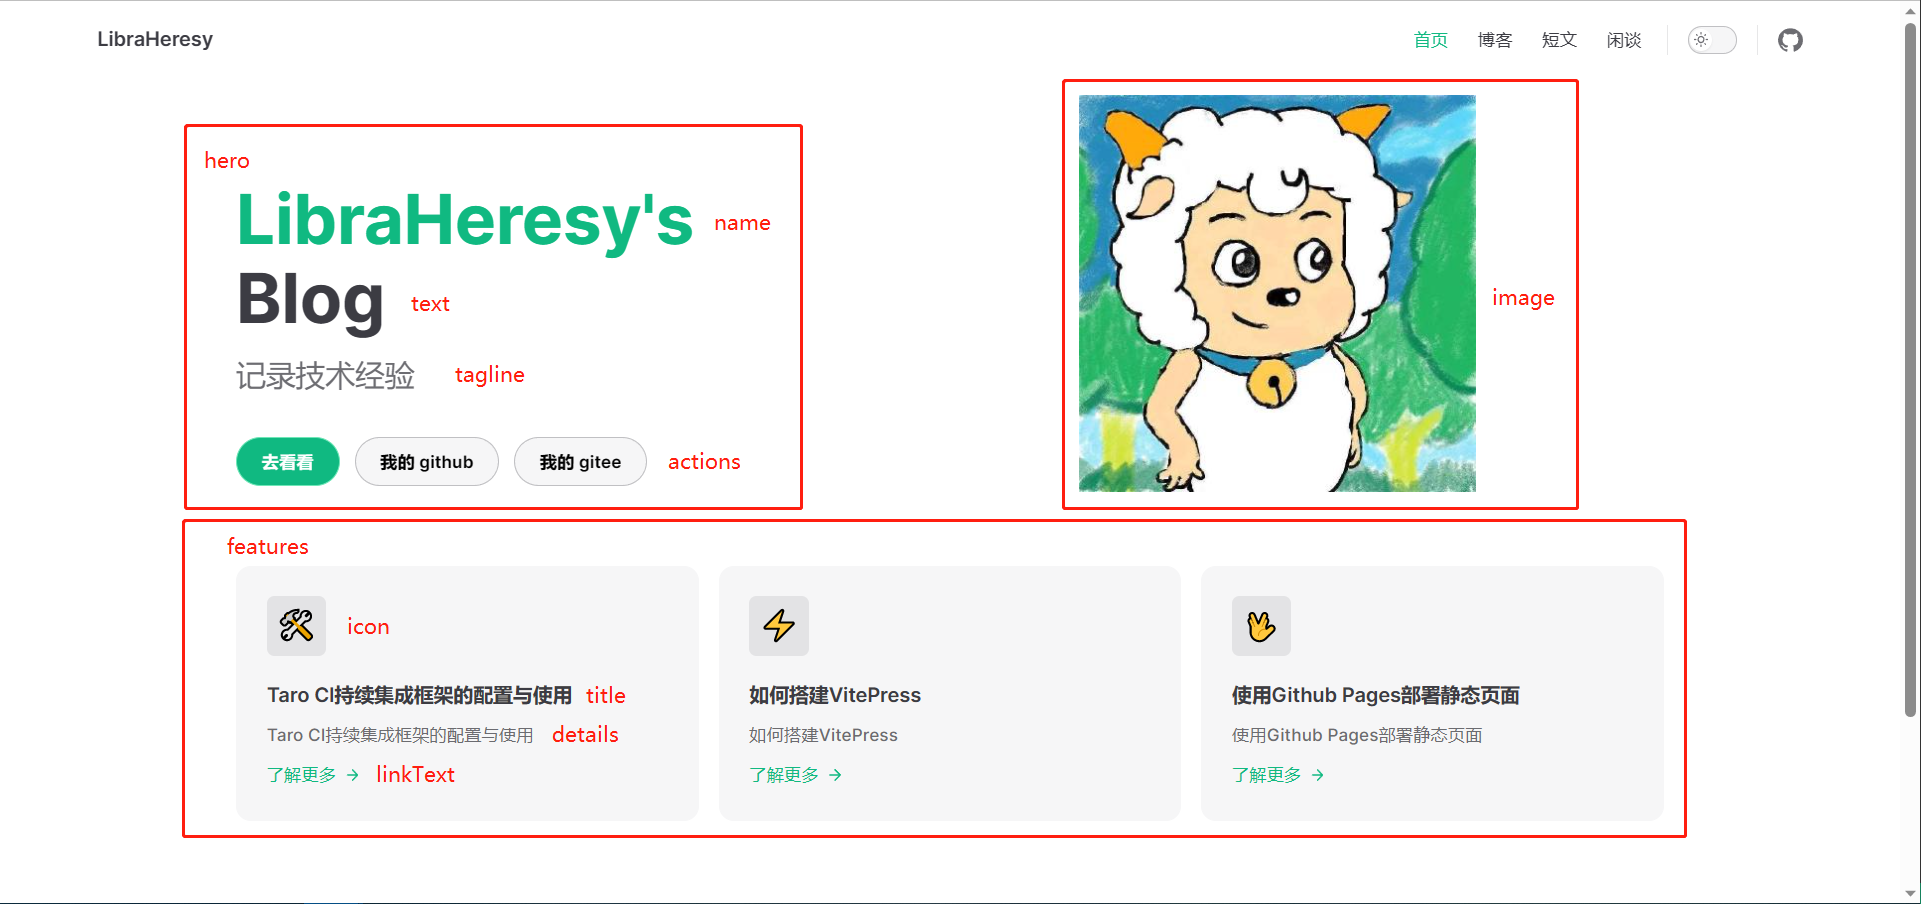 LibraHeresy
首页 博客 短文 闲谈
hero
LibraHeresy's name
Blog text
记录技术经验 tagline
去看看 我的 github 我的 gitee actions
image
features
icon
Taro CI持续集成框架的配置与使用 title
Taro CI持续集成框架的配置与使用 details
了解更多 → linkText
如何搭建VitePress
如何搭建VitePress
了解更多 →
使用Github Pages部署静态页面
使用Github Pages部署静态页面
了解更多 →